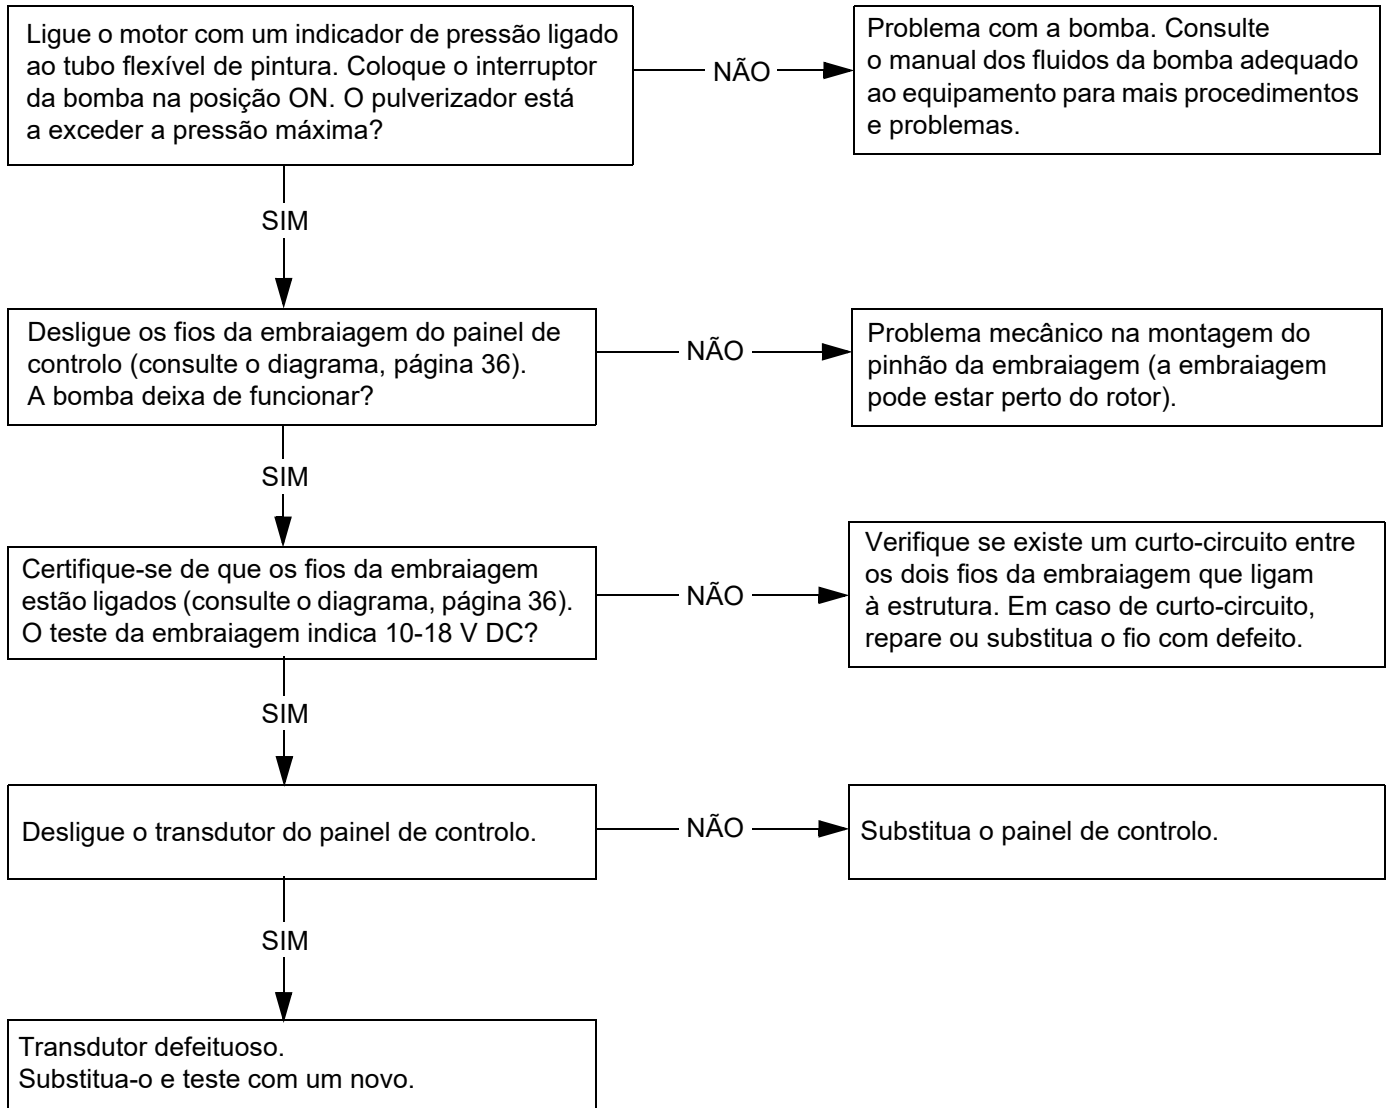 Ligue o motor com um indicador de pressão ligado
ao tubo flexível de pintura. Coloque o interruptor
da bomba na posição ON. O pulverizador está
a exceder a pressão máxima?
NÃO
Problema com a bomba. Consulte
o manual dos fluidos da bomba adequado
ao equipamento para mais procedimentos
e problemas.
SIM
Desligue os fios da embraiagem do painel de
controlo (consulte o diagrama, página 36).
A bomba deixa de funcionar?
NÃO
Problema mecânico na montagem do
pinhão da embraiagem (a embraiagem
pode estar perto do rotor).
SIM
Certifique-se de que os fios da embraiagem
estão ligados (consulte o diagrama, página 36).
O teste da embraiagem indica 10-18 V DC?
NÃO
Verifique se existe um curto-circuito entre
os dois fios da embraiagem que ligam
à estrutura. Em caso de curto-circuito,
repare ou substitua o fio com defeito.
SIM
Desligue o transdutor do painel de controlo.
NÃO
Substitua o painel de controlo.
SIM
Transdutor defeituoso.
Substitua-o e teste com um novo.